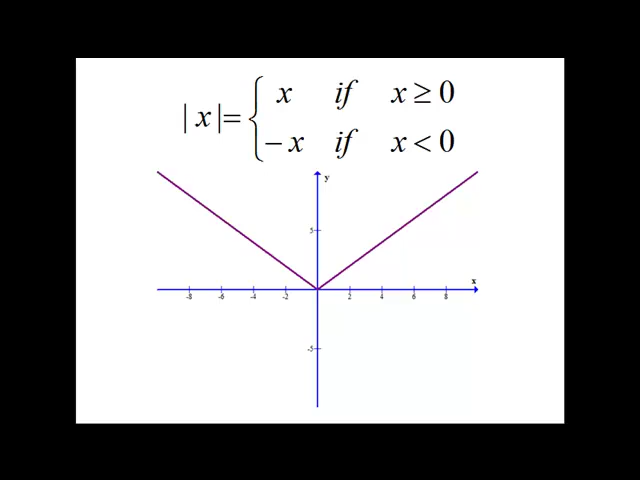 |x|= { x if x ≥ 0
-x if x < 0
y
5
x
-8 -6 -4 -2 2 4 6 8
-5